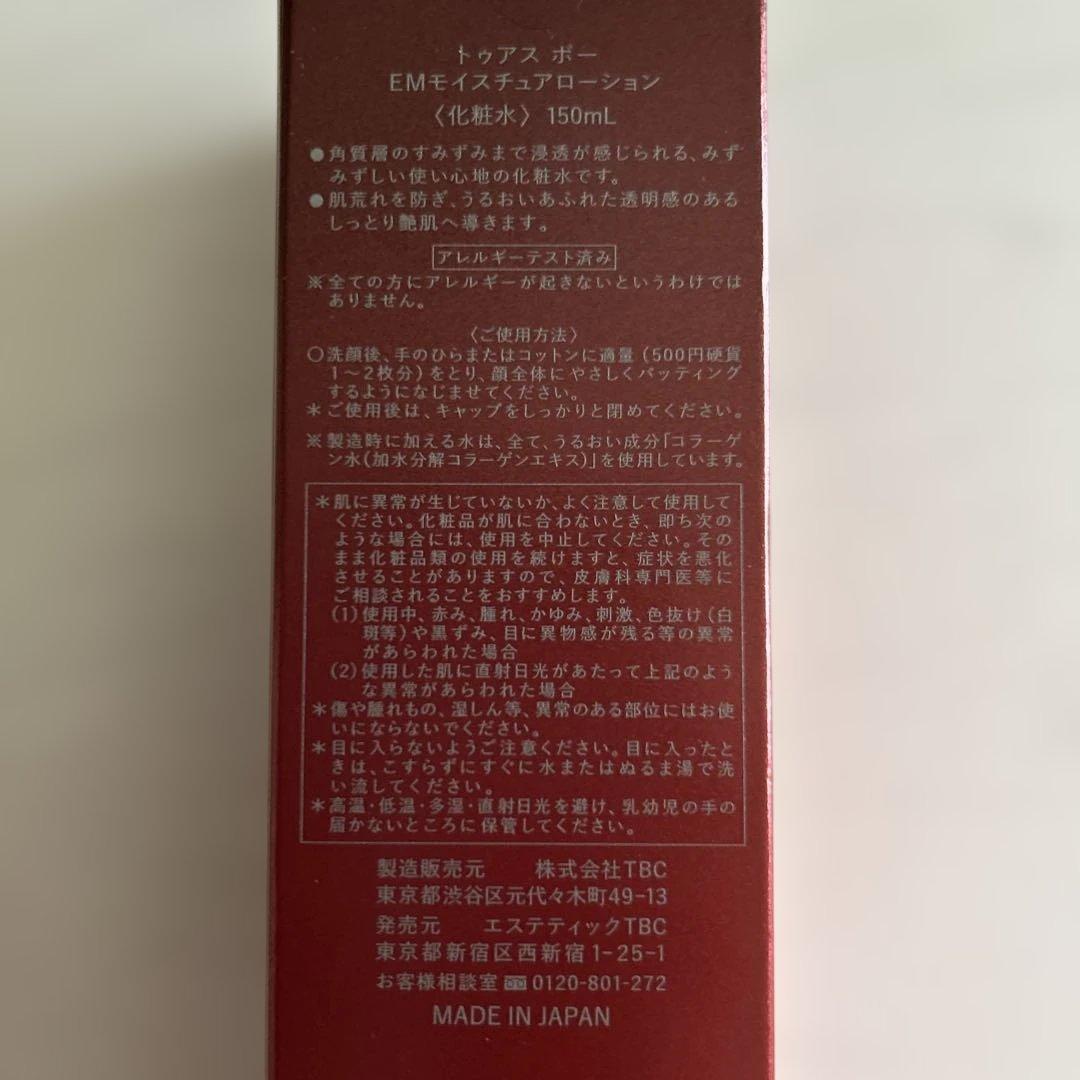 トゥアス ボー
EMモイスチュアローション
〈化粧水〉 150mL
●角質層のすみずみまで浸透が感じられる、みず
みずしい使い心地の化粧水です。
●肌荒れを防ぎ、うるおいあふれた透明感のある
しっとり艶肌へ導きます。
アレルギーテスト済み
※全ての方にアレルギーが起きないというわけでは
ありません。
〈ご使用方法〉
○洗顔後、手のひらまたはコットンに適量（500円硬貨
1〜2枚分）をとり、顔全体にやさしくパッティング
するようになじませてください。
＊ご使用後は、キャップをしっかりと閉めてください。
※製造時に加える水は、全て、うるおい成分「コラーゲ
ン水（加水分解コラーゲンエキス）」を使用しています。
＊肌に異常が生じていないか、よく注意して使用して
ください。化粧品が肌に合わないとき、即ち次の
ような場合には、使用を中止してください。その
まま化粧品類の使用を続けますと、症状を悪化
させることがありますので、皮膚科専門医等に
ご相談されることをおすすめします。
(1)使用中、赤み、腫れ、かゆみ、刺激、色抜け（白
斑等）や黒ずみ、目に異物感が残る等の異常
があらわれた場合
(2)使用した肌に直射日光があたって上記のよう
な異常があらわれた場合
＊傷や腫れもの、湿しん等、異常のある部位にはお使
いにならないでください。
＊目に入らないようご注意ください。目に入ったと
きは、こすらずにすぐに水またはぬるま湯で洗
い流してください。
＊高温・低温・多湿・直射日光を避け、乳幼児の手の
届かないところに保管してください。
製造販売元 株式会社TBC
東京都渋谷区元代々木町49-13
発売元 エステティックTBC
東京都新宿区西新宿1-25-1
お客様相談室 0120-801-272
MADE IN JAPAN